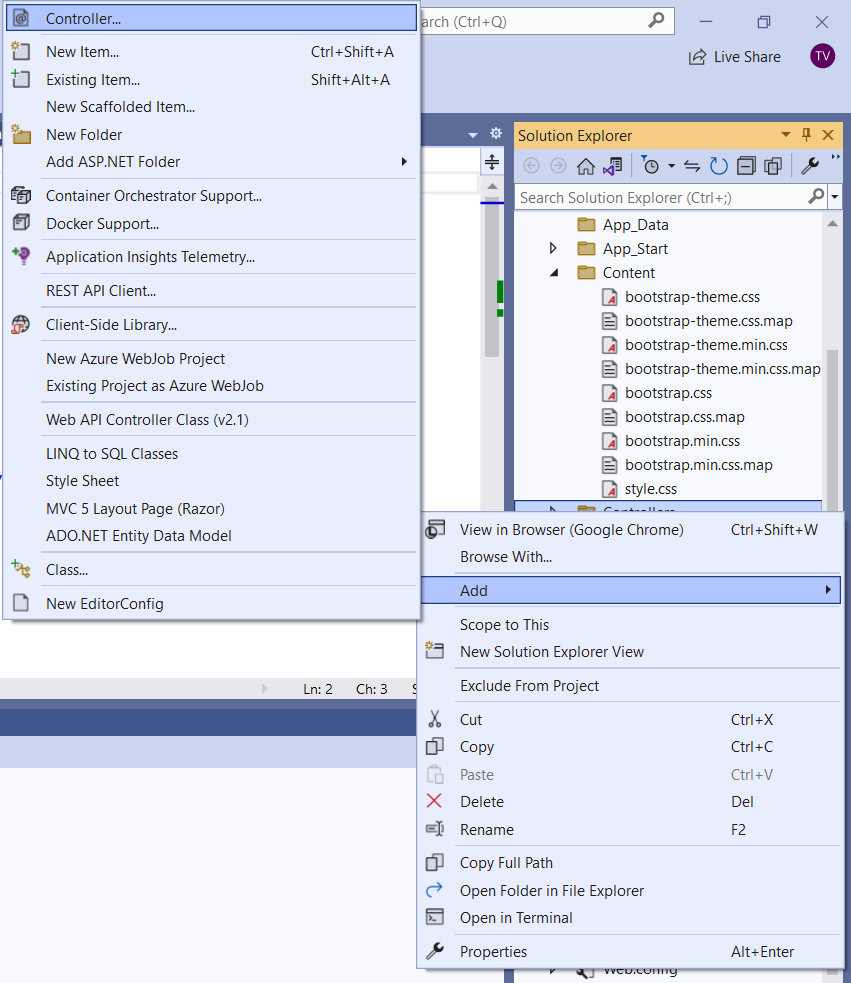 Controller...
New Item... Ctrl+Shift+A
Existing Item... Shift+Alt+A
New Scaffolded Item...
New Folder
Add ASP.NET Folder
Container Orchestrator Support...
Docker Support...
Application Insights Telemetry...
REST API Client...
Client-Side Library...
New Azure WebJob Project
Existing Project as Azure WebJob
Web API Controller Class (v2.1)
LINQ to SQL Classes
Style Sheet
MVC 5 Layout Page (Razor)
ADO.NET Entity Data Model
Class...
New EditorConfig
Ln: 2 Ch: 3
arch (Ctrl+Q)
Live Share
TV
Solution Explorer
Search Solution Explorer (Ctrl+;)
App_Data
App_Start
Content
bootstrap-theme.css
bootstrap-theme.css.map
bootstrap-theme.min.css
bootstrap-theme.min.css.map
bootstrap.css
bootstrap.css.map
bootstrap.min.css
bootstrap.min.css.map
style.css
Controllers
View in Browser (Google Chrome) Ctrl+Shift+W
Browse With...
Add
Scope to This
New Solution Explorer View
Exclude From Project
Cut Ctrl+X
Copy Ctrl+C
Paste Ctrl+V
Delete Del
Rename F2
Copy Full Path
Open Folder in File Explorer
Open in Terminal
Properties Alt+Enter
Web.config